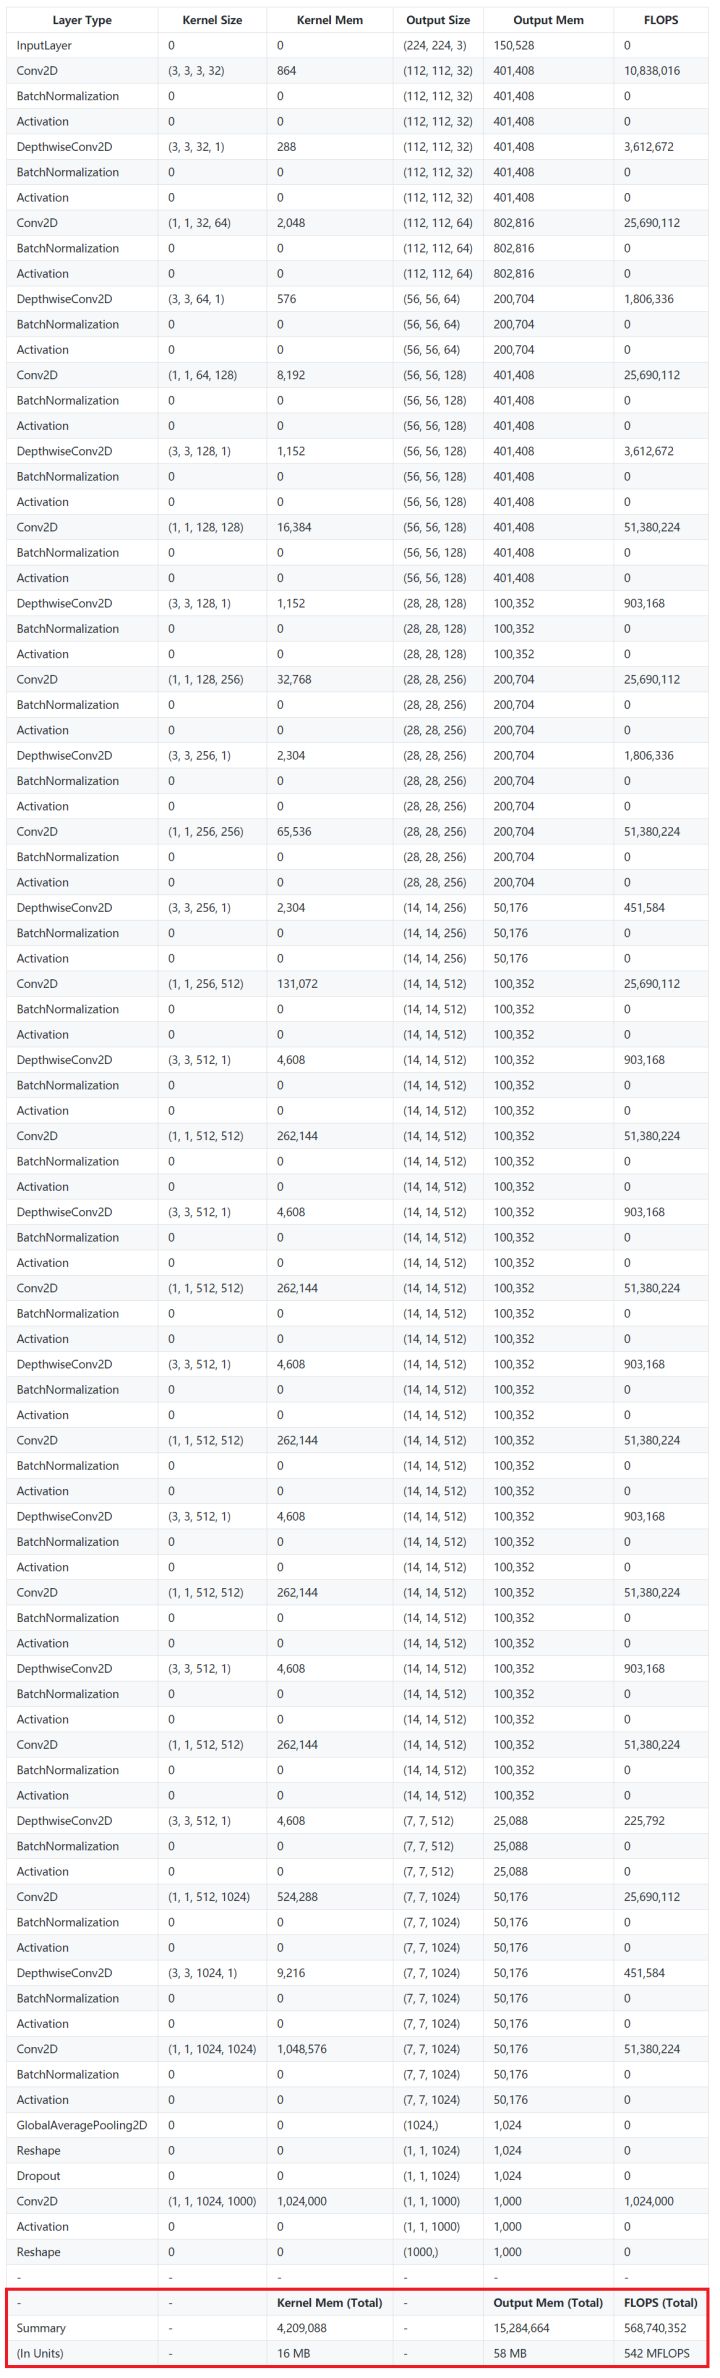 Layer Type Kernel Size Kernel Mem Output Size Output Mem FLOPS
InputLayer 0 0 (224, 224, 3) 150,528 0
Conv2D (3, 3, 3, 32) 864 (112, 112, 32) 401,408 10,838,016
BatchNormalization 0 0 (112, 112, 32) 401,408 0
Activation 0 0 (112, 112, 32) 401,408 0
DepthwiseConv2D (3, 3, 32, 1) 288 (112, 112, 32) 401,408 3,612,672
BatchNormalization 0 0 (112, 112, 32) 401,408 0
Activation 0 0 (112, 112, 32) 401,408 0
Conv2D (1, 1, 32, 64) 2,048 (112, 112, 64) 802,816 25,690,112
BatchNormalization 0 0 (112, 112, 64) 802,816 0
Activation 0 0 (112, 112, 64) 802,816 0
DepthwiseConv2D (3, 3, 64, 1) 576 (56, 56, 64) 200,704 1,806,336
BatchNormalization 0 0 (56, 56, 64) 200,704 0
Activation 0 0 (56, 56, 64) 200,704 0
Conv2D (1, 1, 64, 128) 8,192 (56, 56, 128) 401,408 25,690,112
BatchNormalization 0 0 (56, 56, 128) 401,408 0
Activation 0 0 (56, 56, 128) 401,408 0
DepthwiseConv2D (3, 3, 128, 1) 1,152 (56, 56, 128) 401,408 3,612,672
BatchNormalization 0 0 (56, 56, 128) 401,408 0
Activation 0 0 (56, 56, 128) 401,408 0
Conv2D (1, 1, 128, 128) 16,384 (56, 56, 128) 401,408 51,380,224
BatchNormalization 0 0 (56, 56, 128) 401,408 0
Activation 0 0 (56, 56, 128) 401,408 0
DepthwiseConv2D (3, 3, 128, 1) 1,152 (28, 28, 128) 100,352 903,168
BatchNormalization 0 0 (28, 28, 128) 100,352 0
Activation 0 0 (28, 28, 128) 100,352 0
Conv2D (1, 1, 128, 256) 32,768 (28, 28, 256) 200,704 25,690,112
BatchNormalization 0 0 (28, 28, 256) 200,704 0
Activation 0 0 (28, 28, 256) 200,704 0
DepthwiseConv2D (3, 3, 256, 1) 2,304 (28, 28, 256) 200,704 1,806,336
BatchNormalization 0 0 (28, 28, 256) 200,704 0
Activation 0 0 (28, 28, 256) 200,704 0
Conv2D (1, 1, 256, 256) 65,536 (28, 28, 256) 200,704 51,380,224
BatchNormalization 0 0 (28, 28, 256) 200,704 0
Activation 0 0 (28, 28, 256) 200,704 0
DepthwiseConv2D (3, 3, 256, 1) 2,304 (14, 14, 256) 50,176 451,584
BatchNormalization 0 0 (14, 14, 256) 50,176 0
Activation 0 0 (14, 14, 256) 50,176 0
Conv2D (1, 1, 256, 512) 131,072 (14, 14, 512) 100,352 25,690,112
BatchNormalization 0 0 (14, 14, 512) 100,352 0
Activation 0 0 (14, 14, 512) 100,352 0
DepthwiseConv2D (3, 3, 512, 1) 4,608 (14, 14, 512) 100,352 903,168
BatchNormalization 0 0 (14, 14, 512) 100,352 0
Activation 0 0 (14, 14, 512) 100,352 0
Conv2D (1, 1, 512, 512) 262,144 (14, 14, 512) 100,352 51,380,224
BatchNormalization 0 0 (14, 14, 512) 100,352 0
Activation 0 0 (14, 14, 512) 100,352 0
DepthwiseConv2D (3, 3, 512, 1) 4,608 (14, 14, 512) 100,352 903,168
BatchNormalization 0 0 (14, 14, 512) 100,352 0
Activation 0 0 (14, 14, 512) 100,352 0
Conv2D (1, 1, 512, 512) 262,144 (14, 14, 512) 100,352 51,380,224
BatchNormalization 0 0 (14, 14, 512) 100,352 0
Activation 0 0 (14, 14, 512) 100,352 0
DepthwiseConv2D (3, 3, 512, 1) 4,608 (14, 14, 512) 100,352 903,168
BatchNormalization 0 0 (14, 14, 512) 100,352 0
Activation 0 0 (14, 14, 512) 100,352 0
Conv2D (1, 1, 512, 512) 262,144 (14, 14, 512) 100,352 51,380,224
BatchNormalization 0 0 (14, 14, 512) 100,352 0
Activation 0 0 (14, 14, 512) 100,352 0
DepthwiseConv2D (3, 3, 512, 1) 4,608 (14, 14, 512) 100,352 903,168
BatchNormalization 0 0 (14, 14, 512) 100,352 0
Activation 0 0 (14, 14, 512) 100,352 0
Conv2D (1, 1, 512, 512) 262,144 (14, 14, 512) 100,352 51,380,224
BatchNormalization 0 0 (14, 14, 512) 100,352 0
Activation 0 0 (14, 14, 512) 100,352 0
DepthwiseConv2D (3, 3, 512, 1) 4,608 (14, 14, 512) 100,352 903,168
BatchNormalization 0 0 (14, 14, 512) 100,352 0
Activation 0 0 (14, 14, 512) 100,352 0
Conv2D (1, 1, 512, 512) 262,144 (14, 14, 512) 100,352 51,380,224
BatchNormalization 0 0 (14, 14, 512) 100,352 0
Activation 0 0 (14, 14, 512) 100,352 0
DepthwiseConv2D (3, 3, 512, 1) 4,608 (7, 7, 512) 25,088 225,792
BatchNormalization 0 0 (7, 7, 512) 25,088 0
Activation 0 0 (7, 7, 512) 25,088 0
Conv2D (1, 1, 512, 1024) 524,288 (7, 7, 1024) 50,176 25,690,112
BatchNormalization 0 0 (7, 7, 1024) 50,176 0
Activation 0 0 (7, 7, 1024) 50,176 0
DepthwiseConv2D (3, 3, 1024, 1) 9,216 (7, 7, 1024) 50,176 451,584
BatchNormalization 0 0 (7, 7, 1024) 50,176 0
Activation 0 0 (7, 7, 1024) 50,176 0
Conv2D (1, 1, 1024, 1024) 1,048,576 (7, 7, 1024) 50,176 51,380,224
BatchNormalization 0 0 (7, 7, 1024) 50,176 0
Activation 0 0 (7, 7, 1024) 50,176 0
GlobalAveragePooling2D 0 0 (1024,) 1,024 0
Reshape 0 0 (1, 1, 1024) 1,024 0
Dropout 0 0 (1, 1, 1024) 1,024 0
Conv2D (1, 1, 1024, 1000) 1,024,000 (1, 1, 1000) 1,000 1,024,000
Activation 0 0 (1, 1, 1000) 1,000 0
Reshape 0 0 (1000,) 1,000 0
- - - - - -
- - Kernel Mem (Total) - Output Mem (Total) FLOPS (Total)
Summary - 4,209,088 - 15,284,664 568,740,352
(In Units) - 16 MB - 58 MB 542 MFLOPS